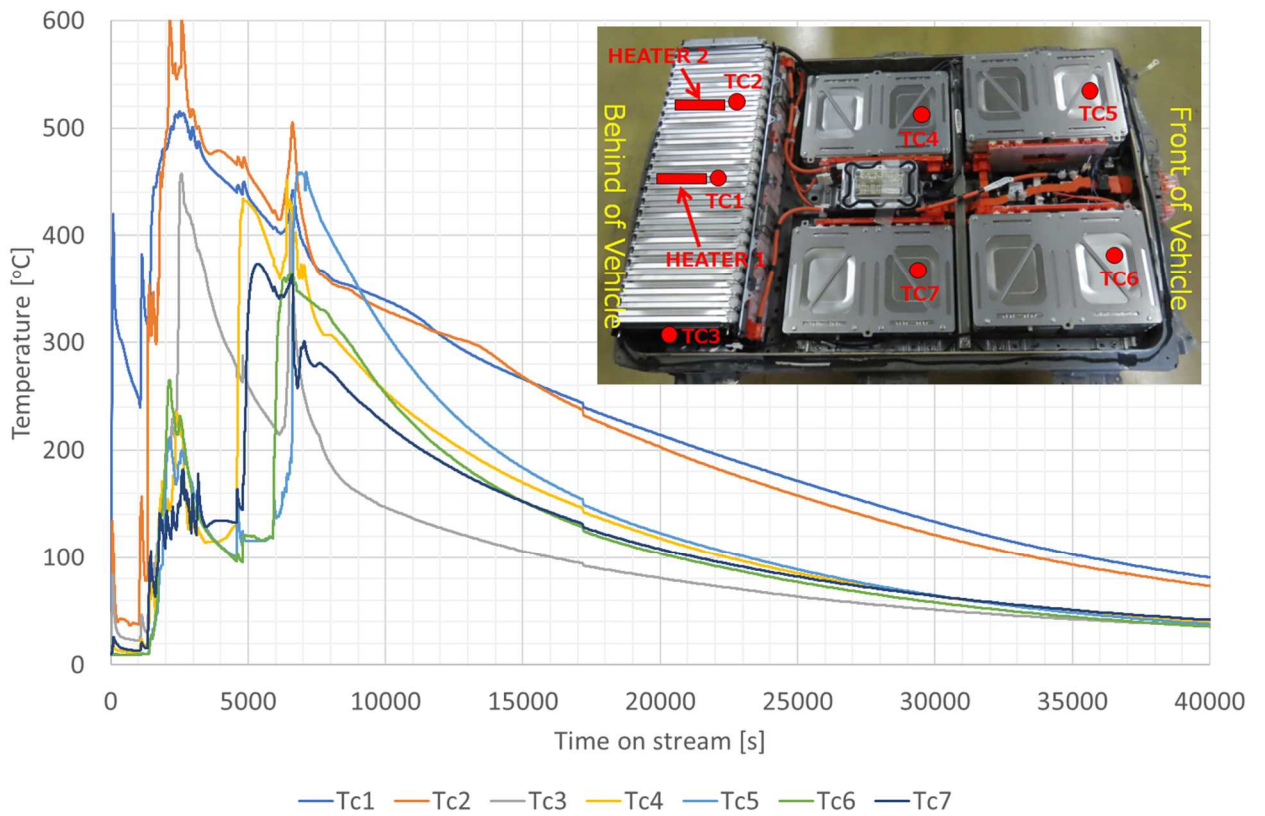 600
500
400
300
200
100
0
Temperature [°C]
HEATER 2
TC2
TC1
HEATER 1
TC3
TC4
TC5
TC7
TC6
Behind of Vehicle
Front of Vehicle
0 5000 10000 15000 20000 25000 30000 35000 40000
Time on stream [s]
Tc1 Tc2 Tc3 Tc4 Tc5 Tc6 Tc7